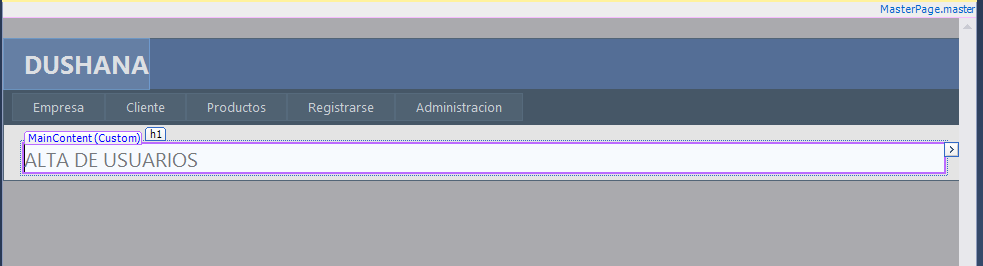 MasterPage.master
DUSHANA
Empresa Cliente Productos Registrarse Administracion
MainContent (Custom) h1
ALTA DE USUARIOS